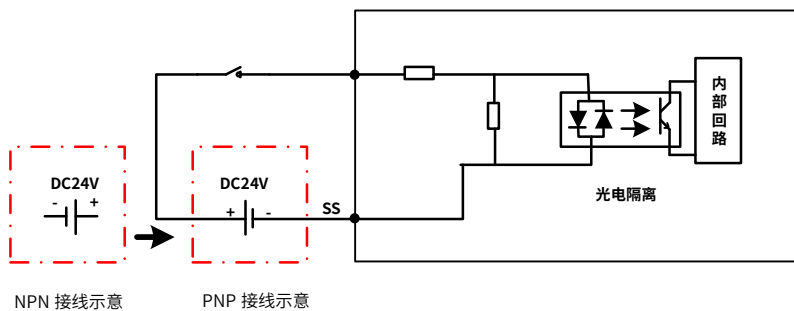 内
部
回
路
光电隔离
DC24V
- +
DC24V
+ -
SS
NPN 接线示意
PNP 接线示意